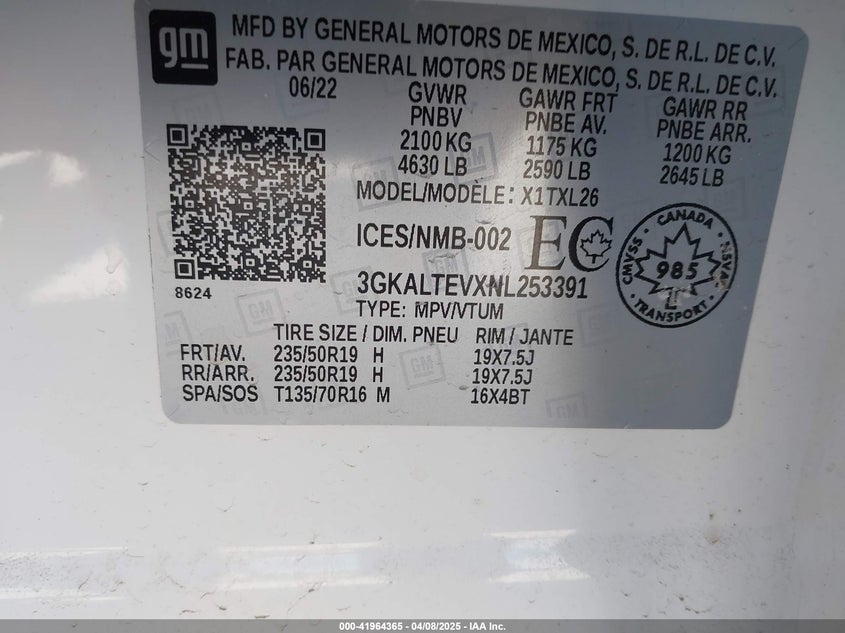 gm
MFD BY GENERAL MOTORS DE MEXICO, S. DE R.L. DE C.V.
FAB. PAR GENERAL MOTORS DE MEXICO, S. DE R.L. DE C.V.
06/22 GVWR GAWR FRT GAWR RR
PNBV PNBE AV. PNBE ARR.
2100 KG 1175 KG 1200 KG
4630 LB 2590 LB 2645 LB
MODEL/MODÈLE: X1TXL26
ICES/NMB-002 EC
CANADA
CMVSS 985 NSVAC
TRANSPORT
8624
3GKALTEVXNL253391
TYPE: MPV/VTUM
TIRE SIZE / DIM. PNEU RIM / JANTE
FRT/AV. 235/50R19 H 19X7.5J
RR/ARR. 235/50R19 H 19X7.5J
SPA/SOS T135/70R16 M 16X4BT
000-41964365 - 04/08/2025 - IAA Inc.